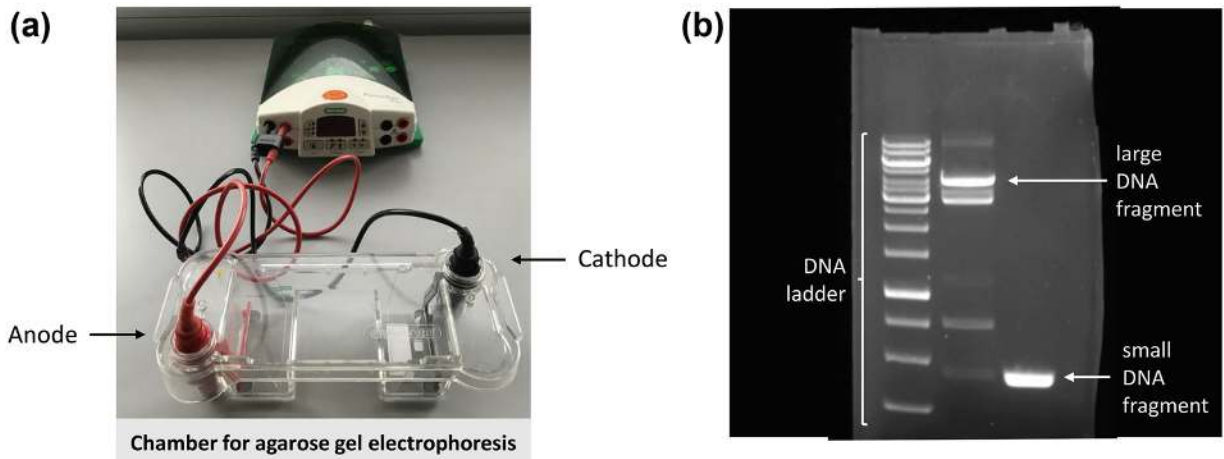 (a)
Cathode
Anode
Chamber for agarose gel electrophoresis
(b)
large
DNA
fragment
DNA
ladder
small
DNA
fragment